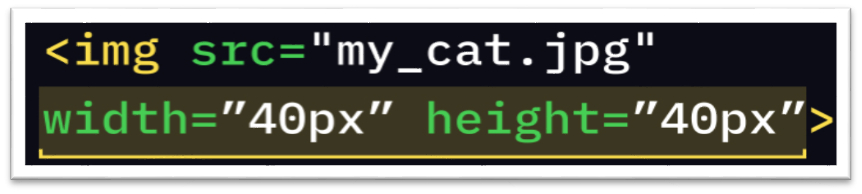 <img src="my_cat.jpg"
width=”40px” height=”40px”>